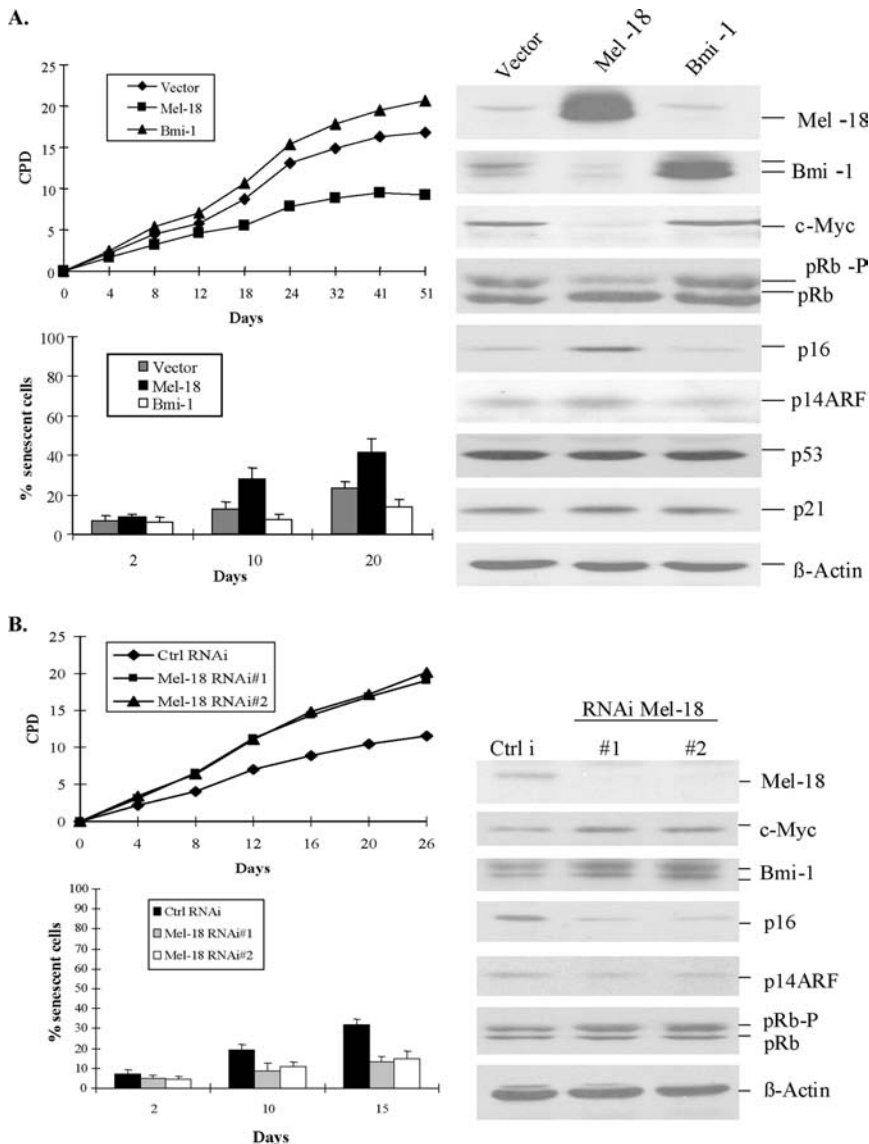 A.
25
20
15
10
5
0
CPD
Vector
Mel-18
Bmi-1
0 4 8 12 18 24 32 41 51
Days
100
80
60
40
20
0
% senescent cells
Vector
Mel-18
Bmi-1
2 10 20
Days
Vector Mel -18 Bmi -1
Mel -18
Bmi -1
c-Myc
pRb -P
pRb
p16
p14ARF
p53
p21
ß-Actin
B.
25
20
15
10
5
0
CPD
Ctrl RNAi
Mel-18 RNAi#1
Mel-18 RNAi#2
0 4 8 12 16 20 26
Days
100
90
80
70
60
50
40
30
20
10
0
% senescent cells
Ctrl RNAi
Mel-18 RNAi#1
Mel-18 RNAi#2
2 10 15
Days
RNAi Mel-18
Ctrl i #1 #2
Mel-18
c-Myc
Bmi-1
p16
p14ARF
pRb-P
pRb
ß-Actin